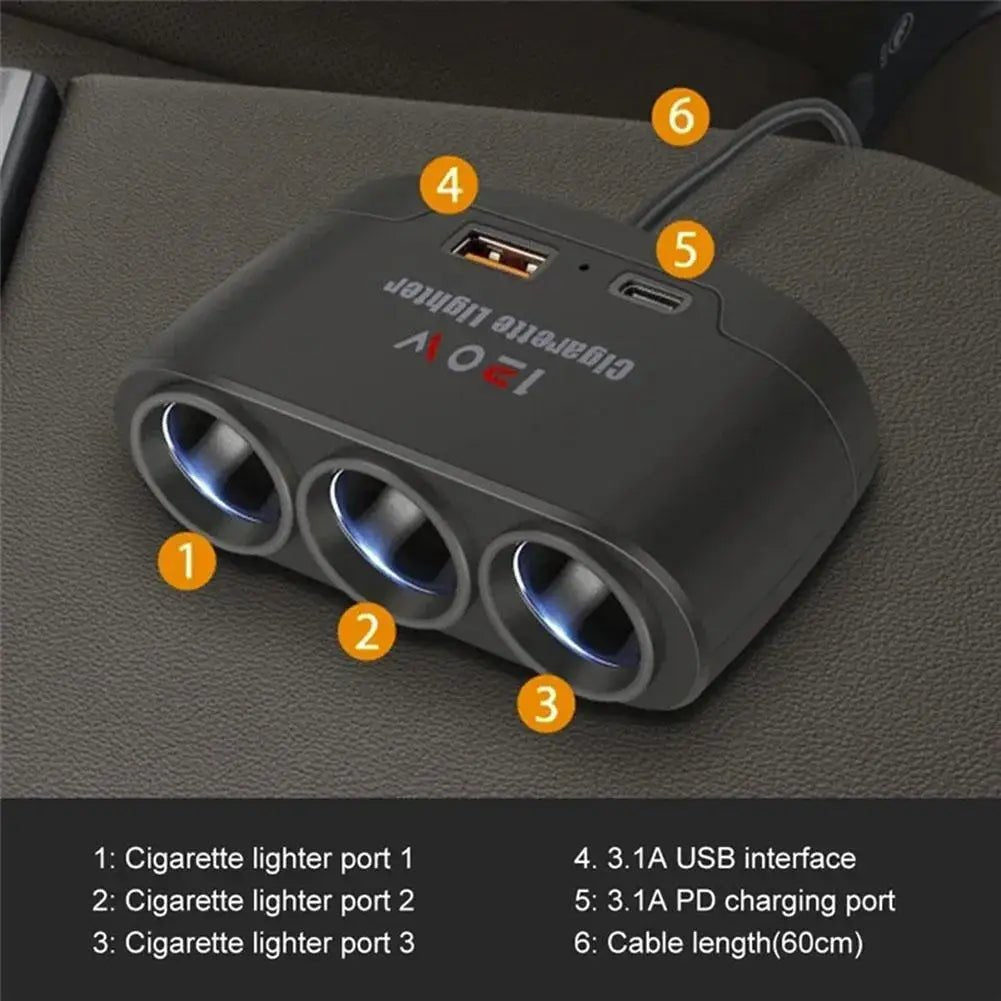 6
4
5
Cigarette Lighter
120W
1
2
3
1: Cigarette lighter port 1
2: Cigarette lighter port 2
3: Cigarette lighter port 3
4. 3.1A USB interface
5: 3.1A PD charging port
6: Cable length(60cm)